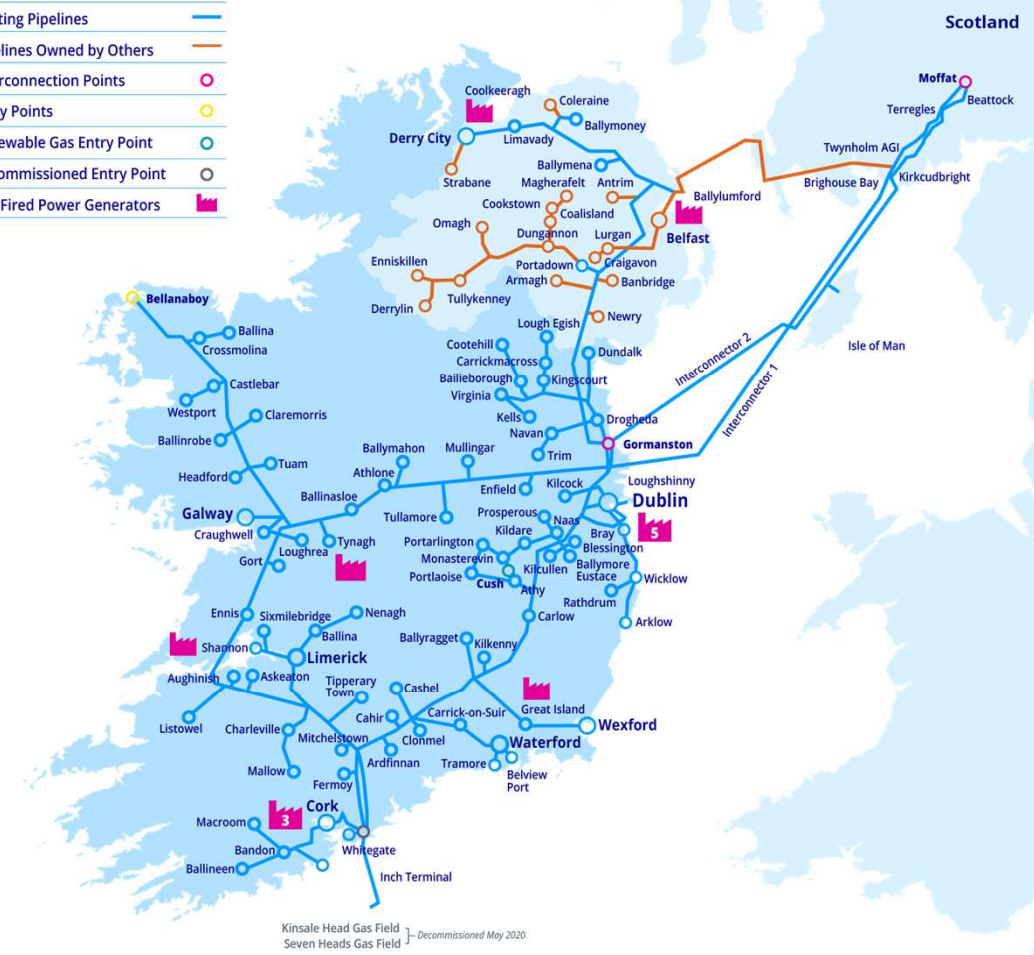 ting Pipelines
lines Owned by Others
rconnection Points
y Points
ewable Gas Entry Point
ommissioned Entry Point
Fired Power Generators
Scotland
Moffat
Beattock
Terregles
Twynholm AGI
Brighouse Bay
Kirkcudbright
Coolkeeragh
Coleraine
Derry City
Limavady
Ballymoney
Ballymena
Strabane
Magherafelt
Antrim
Ballylumford
Cookstown
Coalisland
Omagh
Dungannon
Lurgan
Belfast
Enniskillen
Portadown
Craigavon
Armagh
Banbridge
Derrylin
Tullykenney
Newry
Bellanaboy
Lough Egish
Ballina
Crossmolina
Cootehill
Carrickmacross
Dundalk
Interconnector 2
Isle of Man
Castlebar
Bailieborough
Kingscourt
Virginia
Interconnector 1
Westport
Claremorris
Kells
Drogheda
Ballinrobe
Navan
Gormanston
Ballymahon
Mullingar
Trim
Tuam
Headford
Athlone
Enfield
Kilcock
Loughshinny
Ballinasloe
Dublin
Galway
Tullamore
Prosperous
Naas
5
Craughwell
Loughrea
Tynagh
Portarlington
Kildare
Bray
Blessington
Gort
Monasterevin
Kilcullen
Ballymore
Eustace
Portlaoise
Cush
Athy
Wicklow
Rathdrum
Ennis
Sixmilebridge
Nenagh
Carlow
Arklow
Ballina
Ballyragget
Kilkenny
Shannon
Limerick
Aughinish
Askeaton
Tipperary
Town
Cashel
Great Island
Listowel
Charleville
Cahir
Carrick-on-Suir
Wexford
Mitchelstown
Clonmel
Waterford
Ardfinnan
Tramore
Belview
Port
Mallow
Fermoy
Cork
3
Macroom
Whitegate
Bandon
Ballineen
Inch Terminal
Kinsale Head Gas Field
Seven Heads Gas Field
Decommissioned May 2020